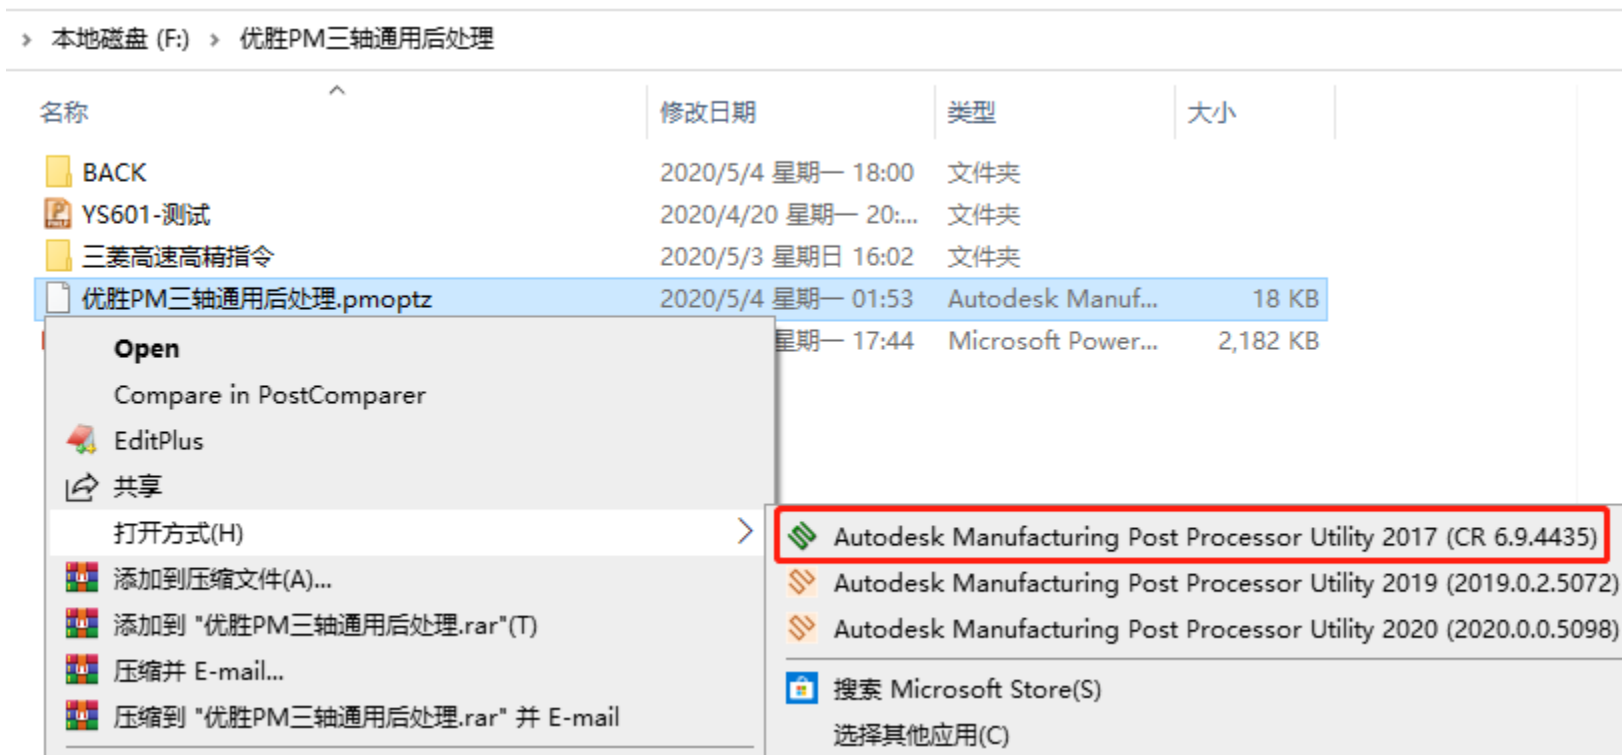 本地磁盘 (F:) 优胜PM三轴通用后处理
名称 修改日期 类型 大小
BACK 2020/5/4 星期一 18:00 文件夹
YS601-测试 2020/4/20 星期一 20:... 文件夹
三菱高速高精指令 2020/5/3 星期日 16:02 文件夹
优胜PM三轴通用后处理.pmoptz 2020/5/4 星期一 01:53 Autodesk Manuf... 18 KB
星期一 17:44 Microsoft Power... 2,182 KB
Open
Compare in PostComparer
EditPlus
共享
打开方式(H)
添加到压缩文件(A)...
添加到 "优胜PM三轴通用后处理.rar"(T)
压缩并 E-mail...
压缩到 "优胜PM三轴通用后处理.rar" 并 E-mail
Autodesk Manufacturing Post Processor Utility 2017 (CR 6.9.4435)
Autodesk Manufacturing Post Processor Utility 2019 (2019.0.2.5072)
Autodesk Manufacturing Post Processor Utility 2020 (2020.0.0.5098)
搜索 Microsoft Store(S)
选择其他应用(C)